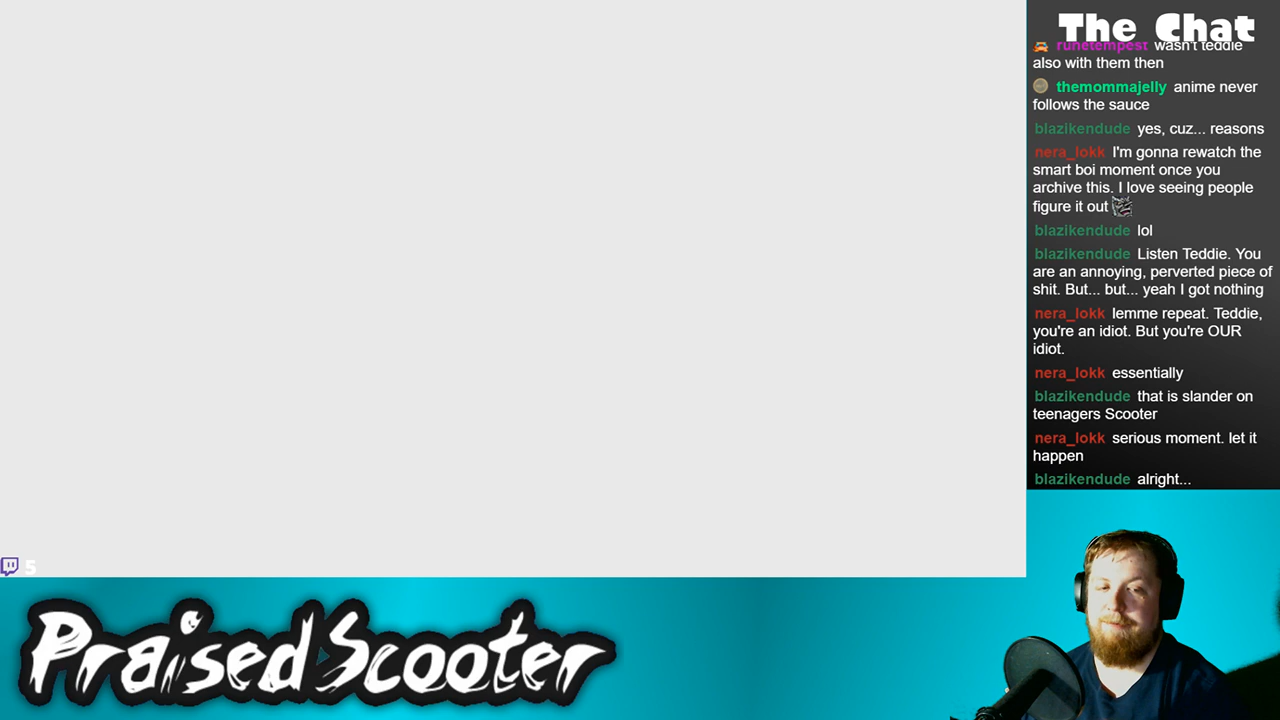 The Chat
runetempest wasn't teddie
also with them then
themommajelly anime never
follows the sauce
blazikendude yes, cuz... reasons
nera_lokk I'm gonna rewatch the
smart boi moment once you
archive this. I love seeing people
figure it out
blazikendude lol
blazikendude Listen Teddie. You
are an annoying, perverted piece of
shit. But... but... yeah I got nothing
nera_lokk lemme repeat. Teddie,
you're an idiot. But you're OUR
idiot.
nera_lokk essentially
blazikendude that is slander on
teenagers Scooter
nera_lokk serious moment. let it
happen
blazikendude alright...
5
PraisedScooter